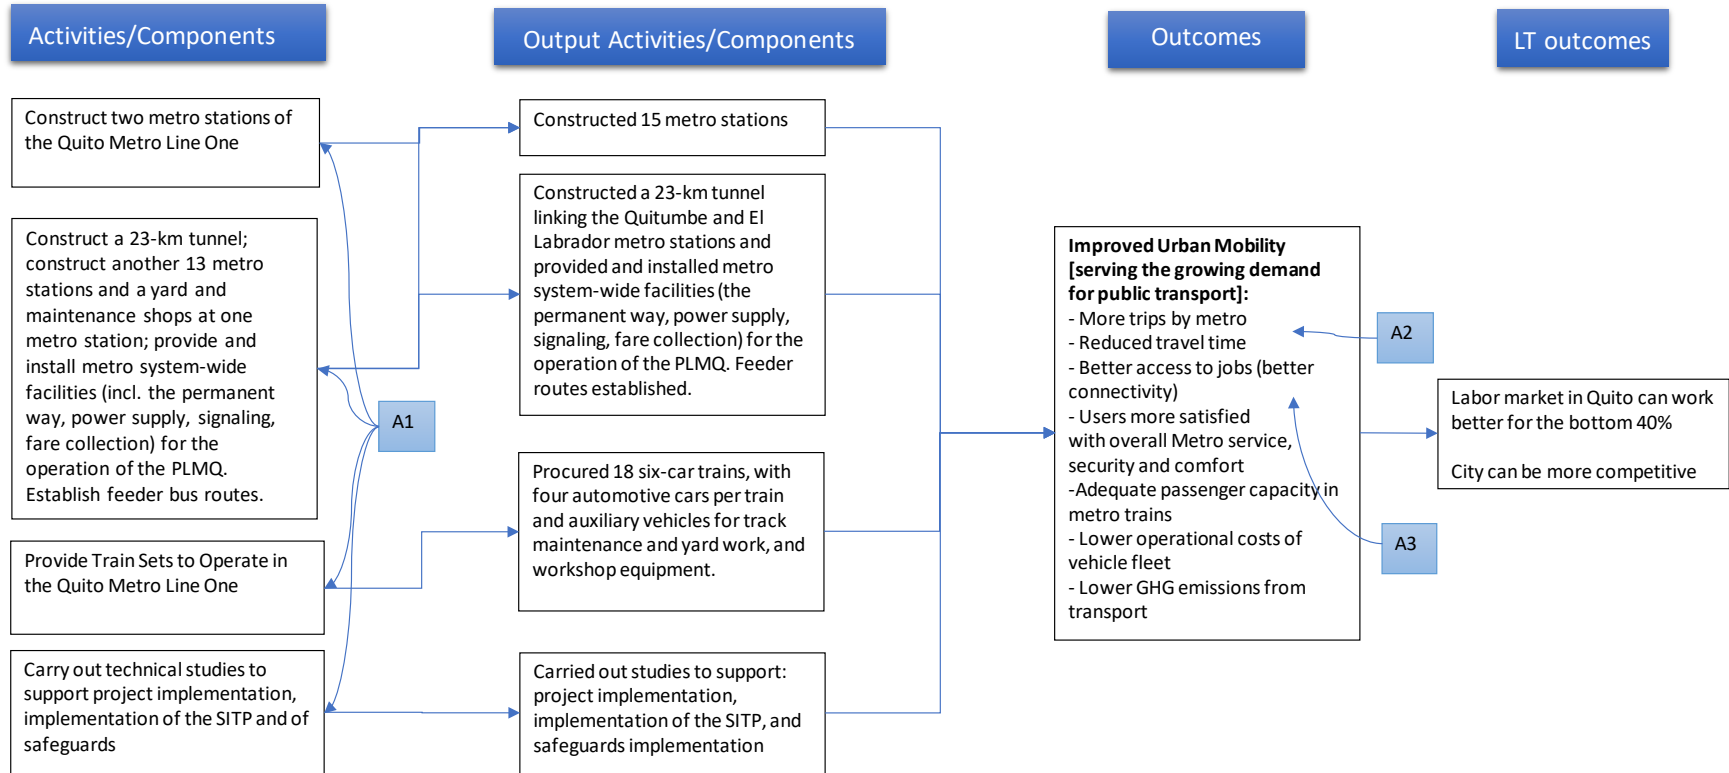 Activities/Components
Output Activities/Components
Outcomes
LT outcomes
Construct two metro stations of
the Quito Metro Line One
Construct a 23-km tunnel;
construct another 13 metro
stations and a yard and
maintenance shops at one
metro station; provide and
install metro system-wide
facilities (incl. the permanent
way, power supply, signaling,
fare collection) for the
operation of the PLMQ.
Establish feeder bus routes.
Provide Train Sets to Operate in
the Quito Metro Line One
Carry out technical studies to
support project implementation,
implementation of the SITP and of
safeguards
A1
Constructed 15 metro stations
Constructed a 23-km tunnel
linking the Quitumbe and El
Labrador metro stations and
provided and installed metro
system-wide facilities (the
permanent way, power supply,
signaling, fare collection) for the
operation of the PLMQ. Feeder
routes established.
Procured 18 six-car trains, with
four automotive cars per train
and auxiliary vehicles for track
maintenance and yard work, and
workshop equipment.
Carried out studies to support:
project implementation,
implementation of the SITP, and
safeguards implementation
Improved Urban Mobility
[serving the growing demand
for public transport]:
- More trips by metro
- Reduced travel time
- Better access to jobs (better
connectivity)
- Users more satisfied
with overall Metro service,
security and comfort
-Adequate passenger capacity in
metro trains
- Lower operational costs of
vehicle fleet
- Lower GHG emissions from
transport
A2
A3
Labor market in Quito can work
better for the bottom 40%
City can be more competitive